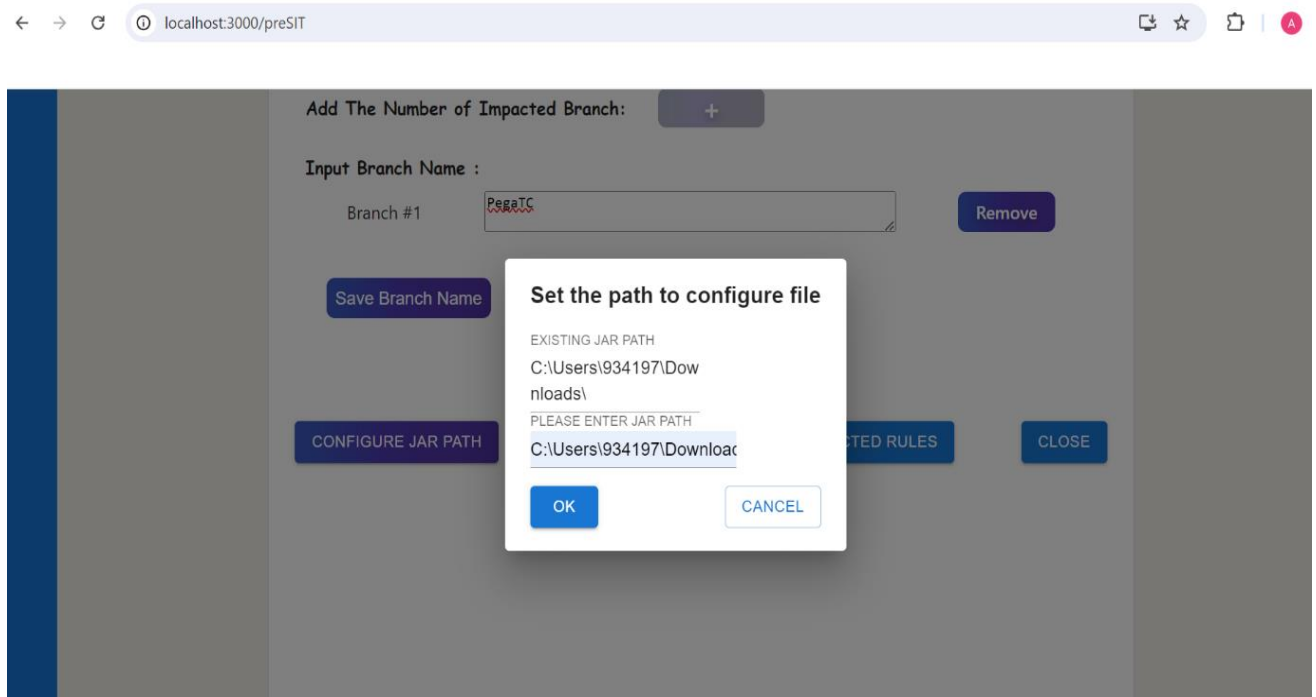 localhost:3000/preSIT
A
Add The Number of Impacted Branch:
+
Input Branch Name :
Branch #1
PegaTC
Remove
Save Branch Name
Set the path to configure file
EXISTING JAR PATH
C:\Users\934197\Dow
nloads\
PLEASE ENTER JAR PATH
C:\Users\934197\Downloa
CONFIGURE JAR PATH
TED RULES
CLOSE
OK
CANCEL